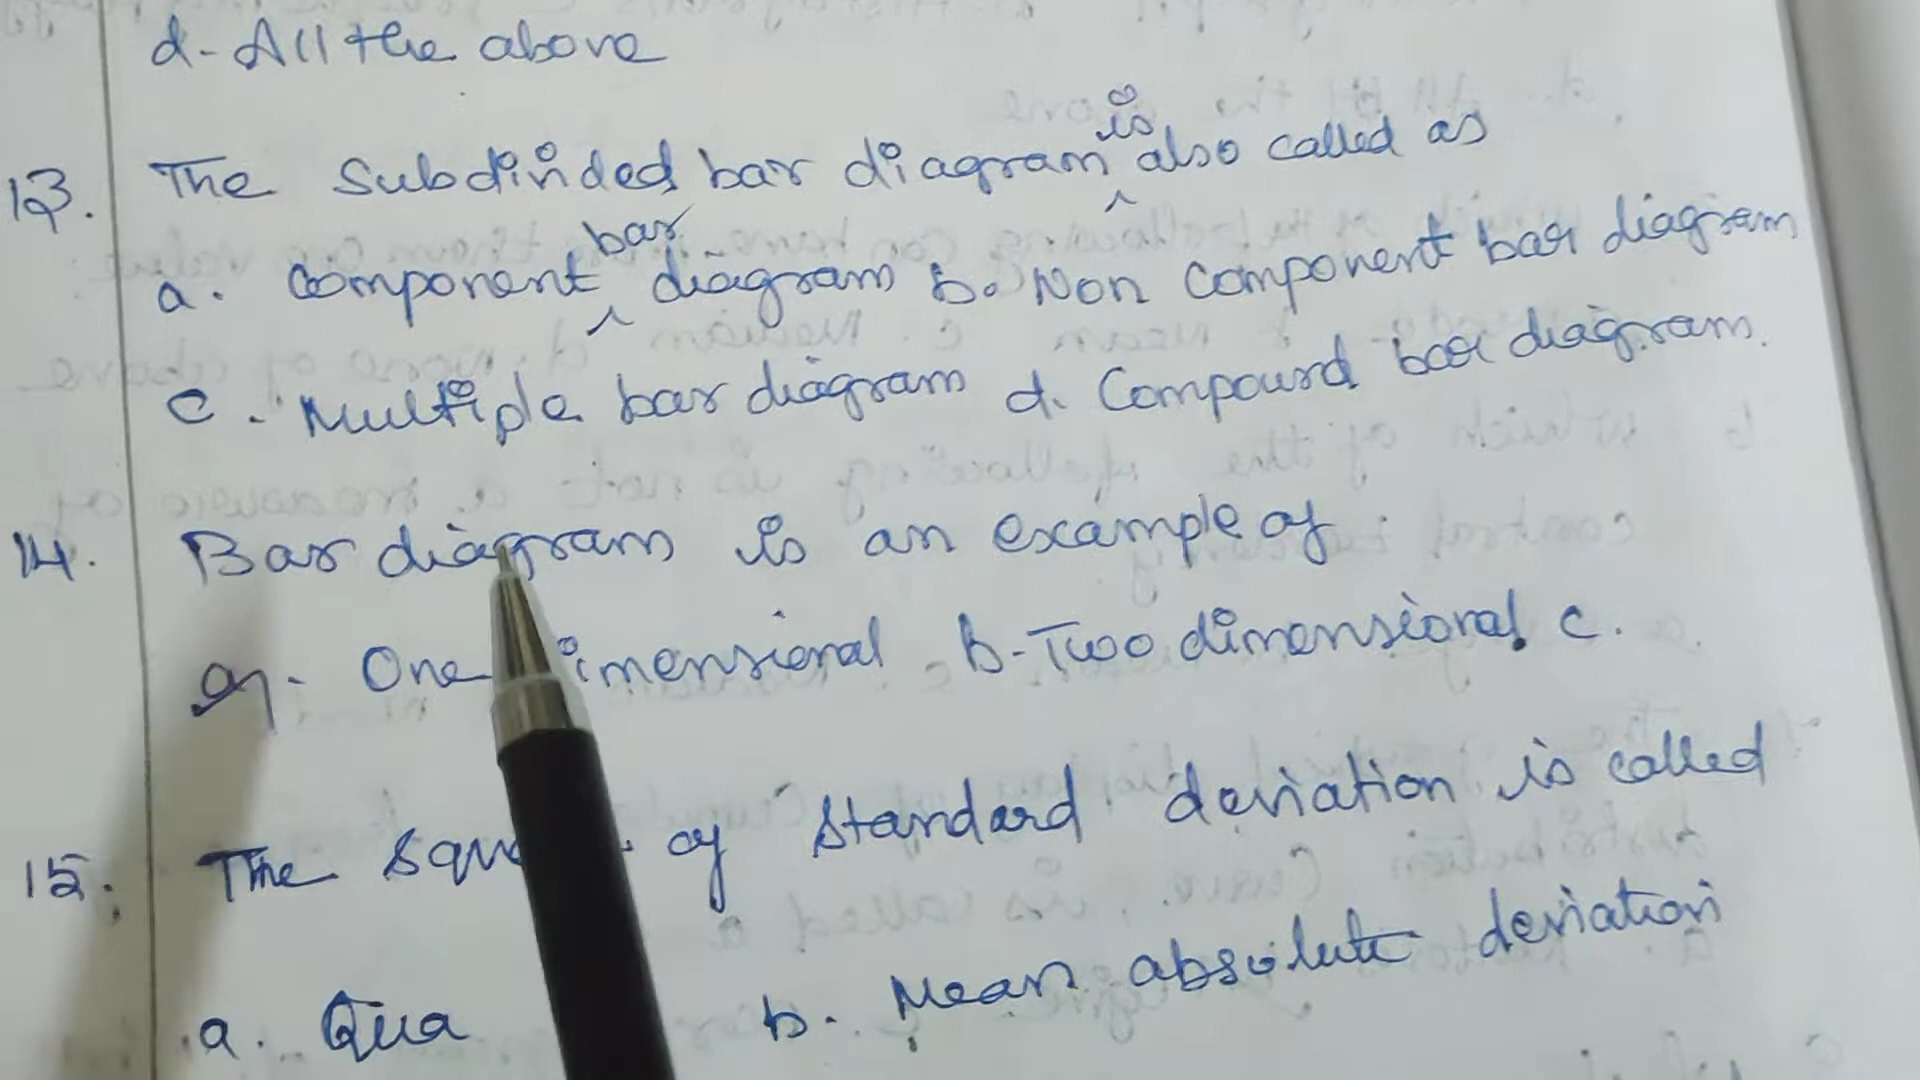 d- All the above
13. The Subdivided bar diagram is also called as
a. Component bar diagram b. Non Component bar diagram
c. Multiple bar diagram d. Compound bar diagram.
14. Bar diagram is an example of
a- One imensional b- Two dimensional c.
15. The squ of standard deviation is called
a. Qua b. Mean absolute deviation